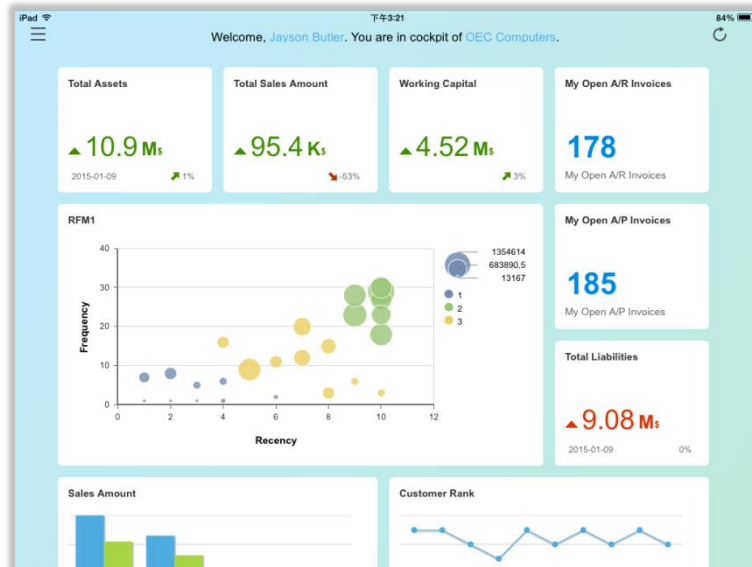 iPad
下午3:21
84%
Welcome, Jayson Butler. You are in cockpit of OEC Computers.
Total Assets
10.9 M$
2015-01-09
1%
Total Sales Amount
95.4 K$
-53%
Working Capital
4.52 M$
3%
My Open A/R Invoices
178
My Open A/R Invoices
RFM1
40
30
20
10
0
Frequency
0 2 4 6 8 10 12
Recency
1354614
683890.5
13167
1
2
3
My Open A/P Invoices
185
My Open A/P Invoices
Total Liabilities
9.08 M$
2015-01-09
0%
Sales Amount
Customer Rank